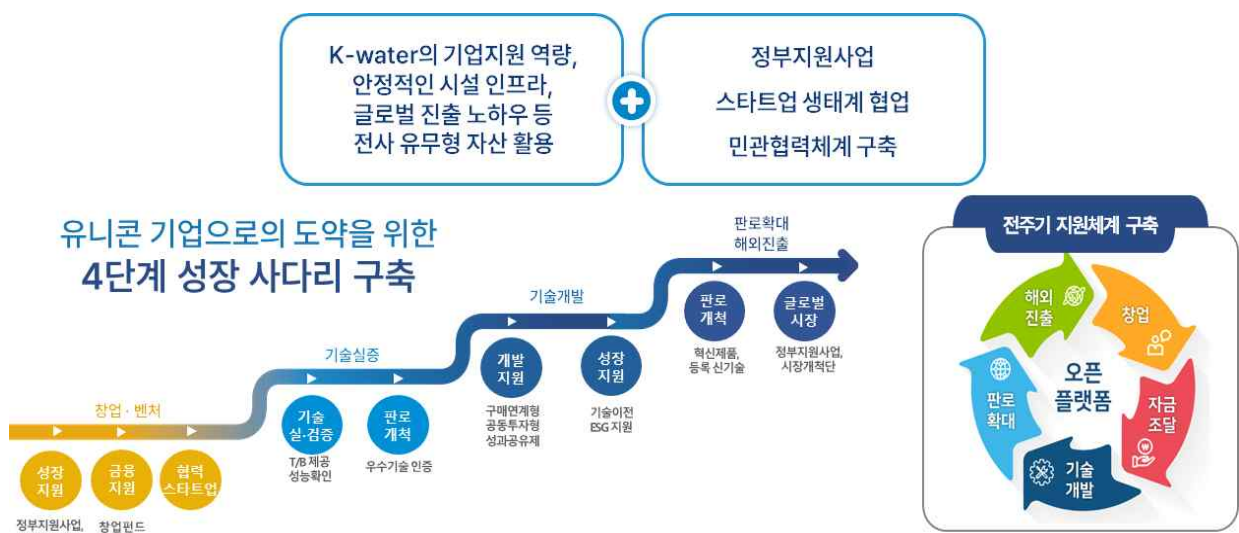 K-water의 기업지원 역량,
안정적인 시설 인프라,
글로벌 진출 노하우 등
전사 유무형 자산 활용
정부지원사업
스타트업 생태계 협업
민관협력체계 구축
유니콘 기업으로의 도약을 위한
4단계 성장 사다리 구축
창업 · 벤처
성장
지원
정부지원사업,
금융
지원
창업펀드
협력
스타트업
기술실증
기술
실·검증
T/B 제공
성능확인
판로
개척
우수기술 인증
기술개발
개발
지원
구매연계형
공동투자형
성과공유제
성장
지원
기술이전
ESG 지원
판로확대
해외진출
판로
개척
혁신제품,
등록 신기술
글로벌
시장
정부지원사업,
시장개척단
전주기 지원체계 구축
해외
진출
창업
자금
조달
기술
개발
판로
확대
오픈
플랫폼